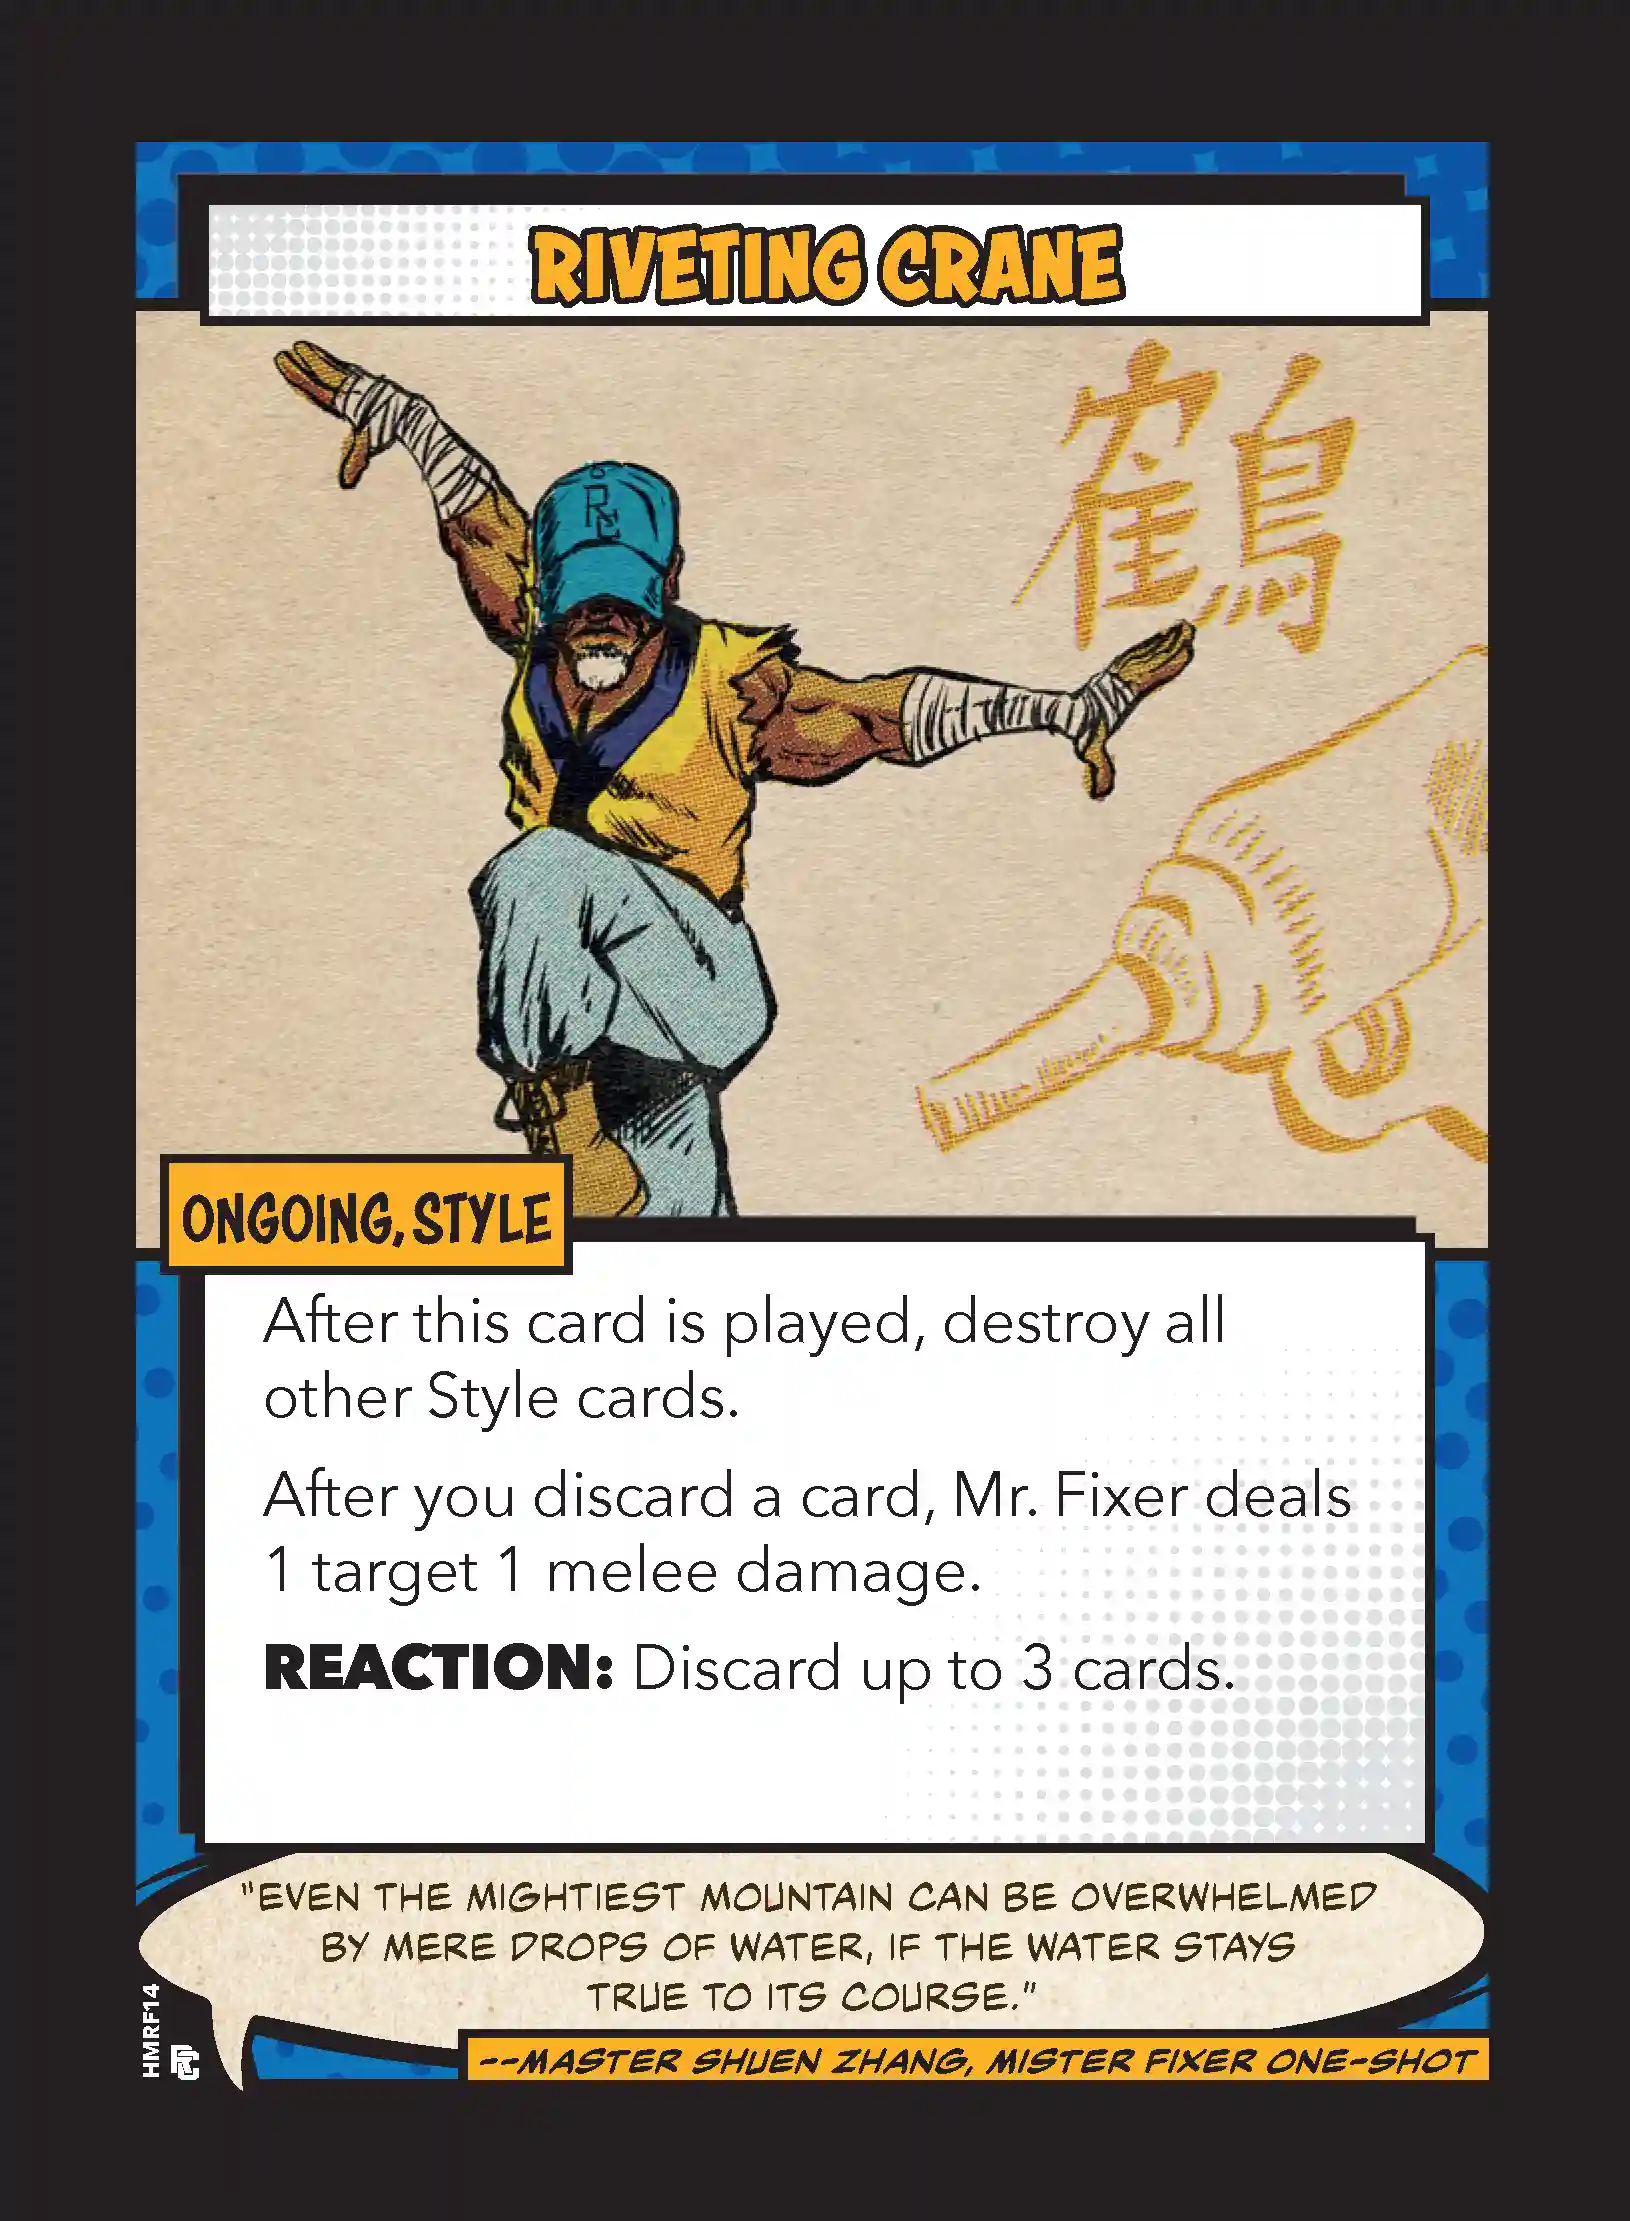 RIVETING CRANE
鶴
ONGOING, STYLE
After this card is played, destroy all
other Style cards.
After you discard a card, Mr. Fixer deals
1 target 1 melee damage.
REACTION: Discard up to 3 cards.
"EVEN THE MIGHTIEST MOUNTAIN CAN BE OVERWHELMED
BY MERE DROPS OF WATER, IF THE WATER STAYS
TRUE TO ITS COURSE."
--MASTER SHUEN ZHANG, MISTER FIXER ONE-SHOT
HMRF14